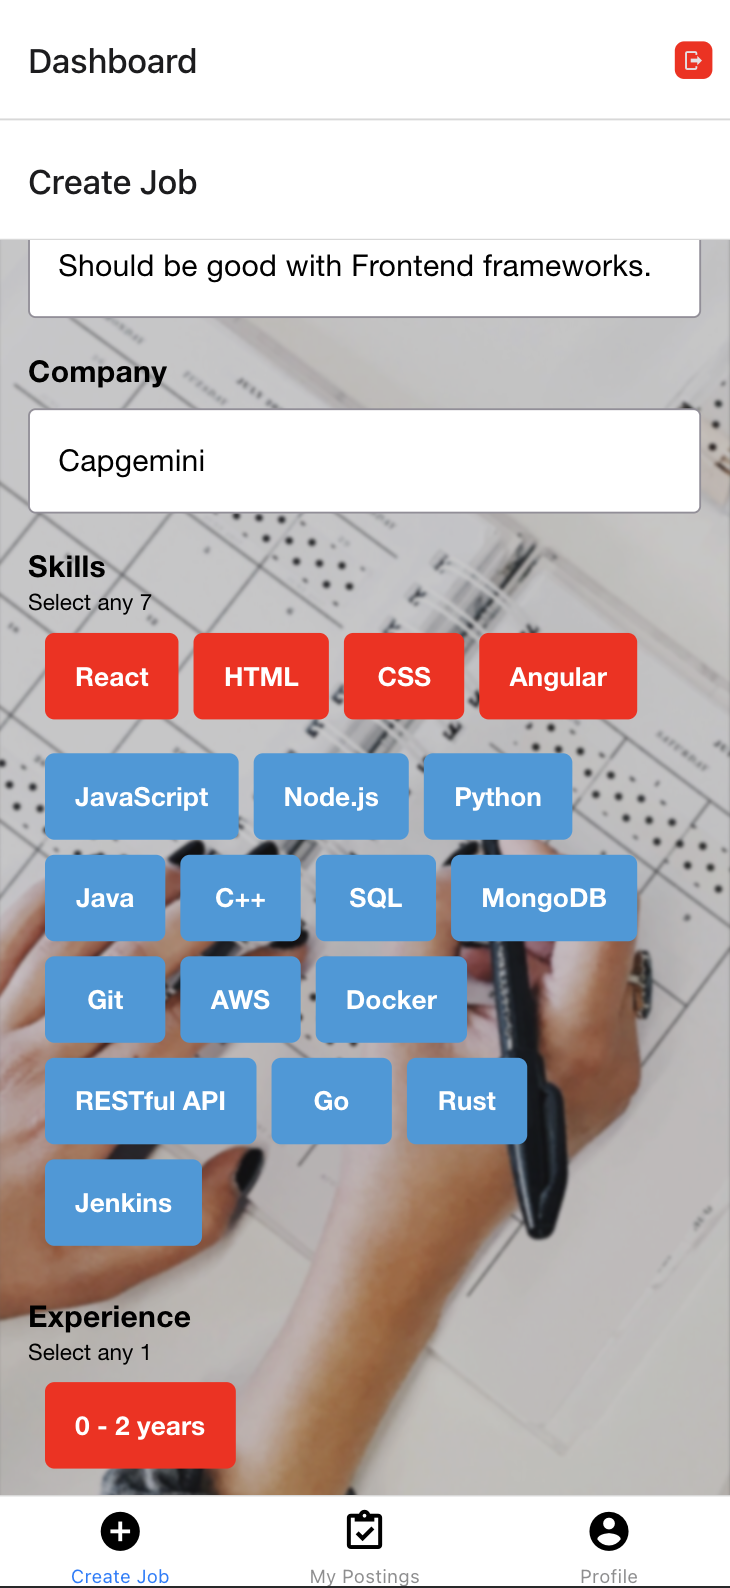 Dashboard
Create Job
Should be good with Frontend frameworks.
Company
Capgemini
Skills
Select any 7
React HTML CSS Angular
JavaScript Node.js Python
Java C++ SQL MongoDB
Git AWS Docker
RESTful API Go Rust
Jenkins
Experience
Select any 1
0 - 2 years
Create Job My Postings Profile